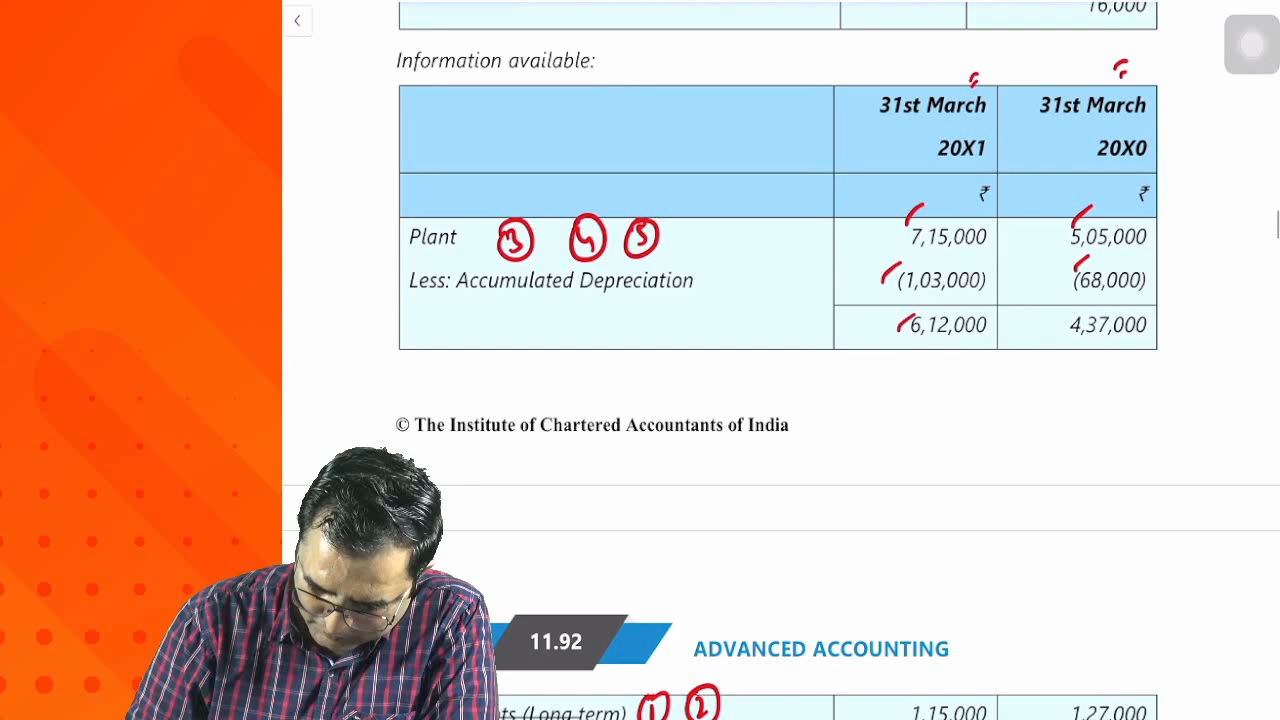 16,000
Information available:
31st March 20X1 31st March 20X0
₹ ₹
Plant 3 4 5 7,15,000 5,05,000
Less: Accumulated Depreciation (1,03,000) (68,000)
6,12,000 4,37,000
© The Institute of Chartered Accountants of India
11.92 ADVANCED ACCOUNTING
(Long term) 1 2 1,15,000 1,27,000